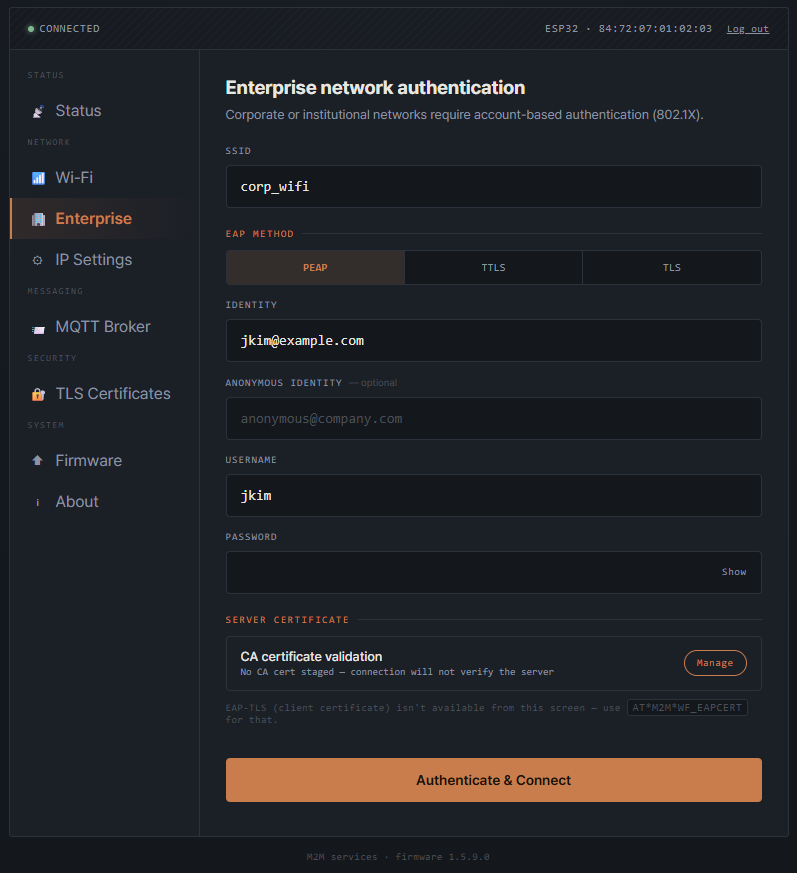 CONNECTED
ESP32 · 84:72:07:01:02:03 Log out
STATUS
Status
NETWORK
Wi-Fi
Enterprise
IP Settings
MESSAGING
MQTT Broker
SECURITY
TLS Certificates
SYSTEM
Firmware
i About
Enterprise network authentication
Corporate or institutional networks require account-based authentication (802.1X).
SSID
corp_wifi
EAP METHOD
PEAP TTLS TLS
IDENTITY
jkim@example.com
ANONYMOUS IDENTITY — optional
anonymous@company.com
USERNAME
jkim
PASSWORD
Show
SERVER CERTIFICATE
CA certificate validation
No CA cert staged — connection will not verify the server
Manage
EAP-TLS (client certificate) isn't available from this screen — use AT*M2M*WF_EAPCERT
for that.
Authenticate & Connect
M2M services · firmware 1.5.9.0